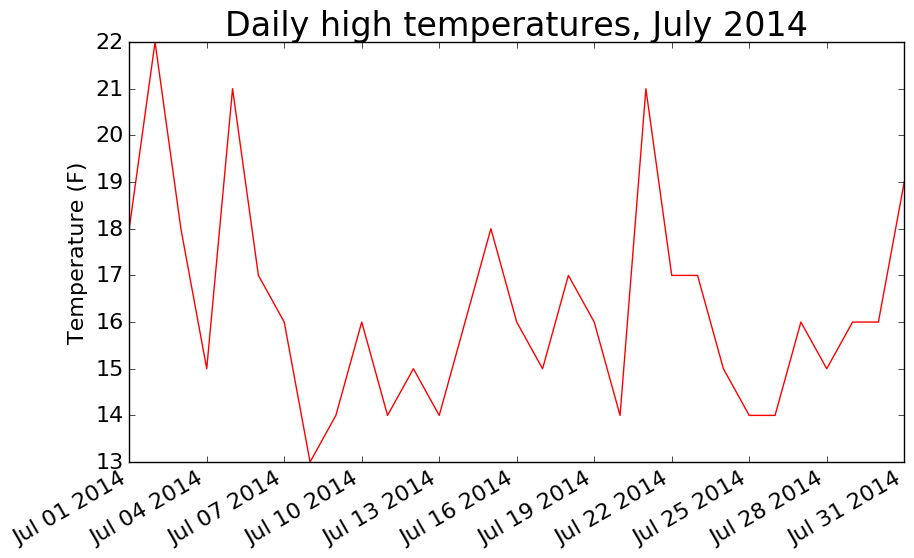 Daily high temperatures, July 2014
Temperature (F)
22
21
20
19
18
17
16
15
14
13
Jul 01 2014
Jul 04 2014
Jul 07 2014
Jul 10 2014
Jul 13 2014
Jul 16 2014
Jul 19 2014
Jul 22 2014
Jul 25 2014
Jul 28 2014
Jul 31 2014